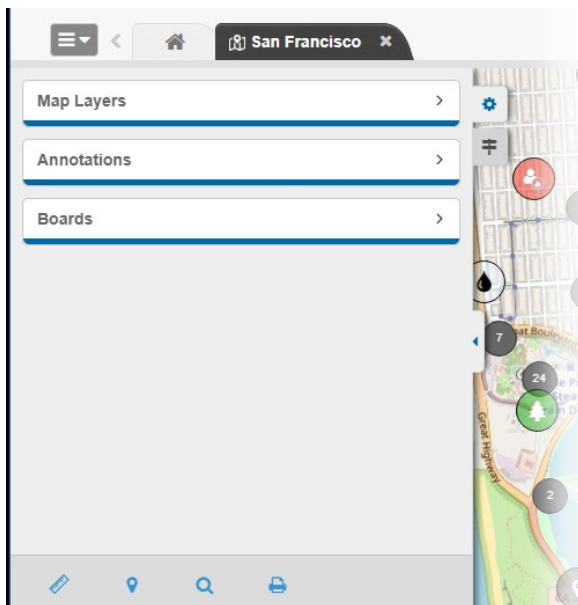 San Francisco
Map Layers
Annotations
Boards
7
24
2
Great Highway